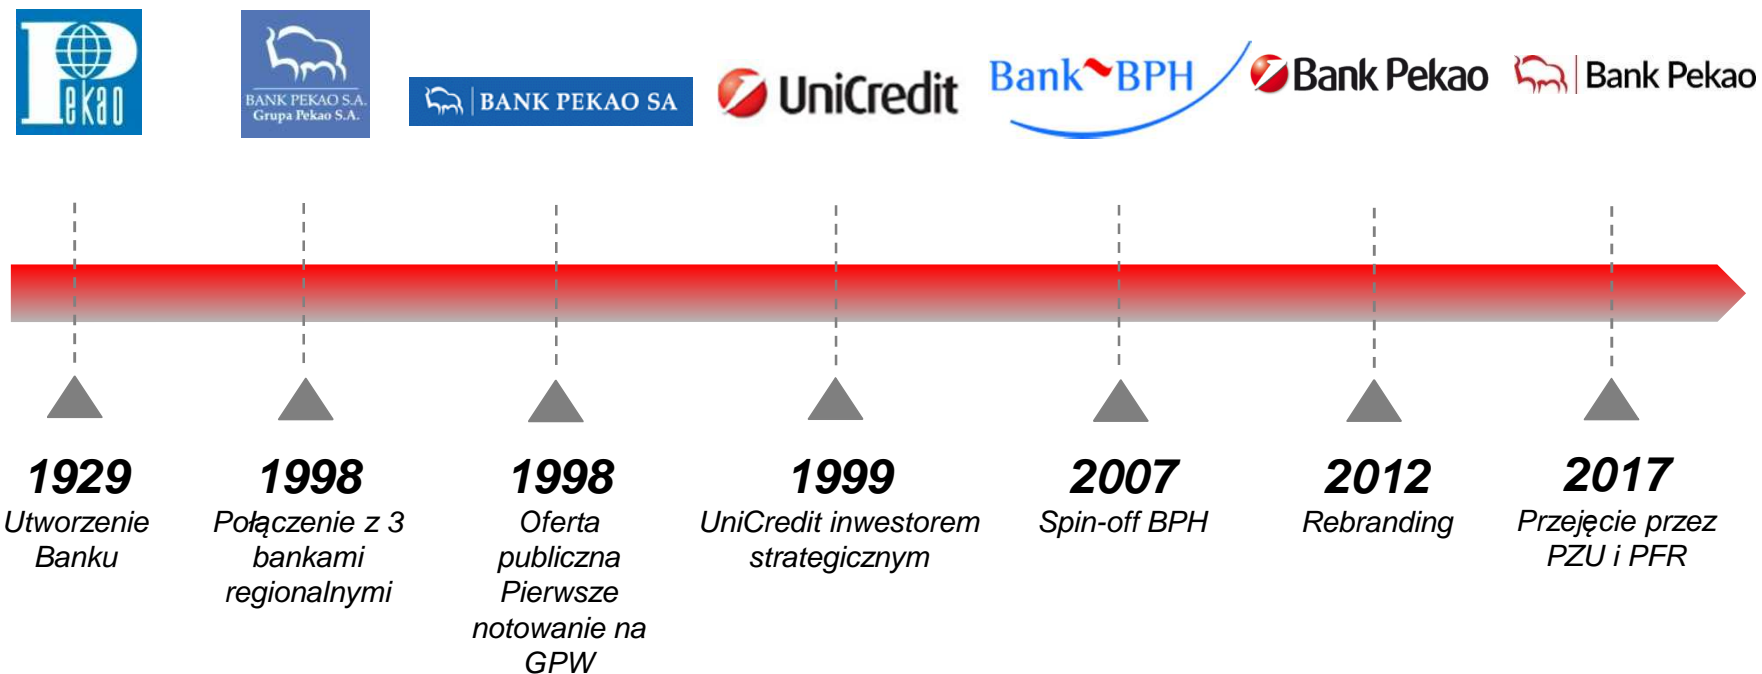 Pekao
BANK PEKAO S.A.
Grupa Pekao S.A.
BANK PEKAO SA
UniCredit
Bank BPH
Bank Pekao
Bank Pekao
1929
Utworzenie
Banku
1998
Połączenie z 3
bankami
regionalnymi
1998
Oferta
publiczna
Pierwsze
notowanie na
GPW
1999
UniCredit inwestorem
strategicznym
2007
Spin-off BPH
2012
Rebranding
2017
Przejęcie przez
PZU i PFR